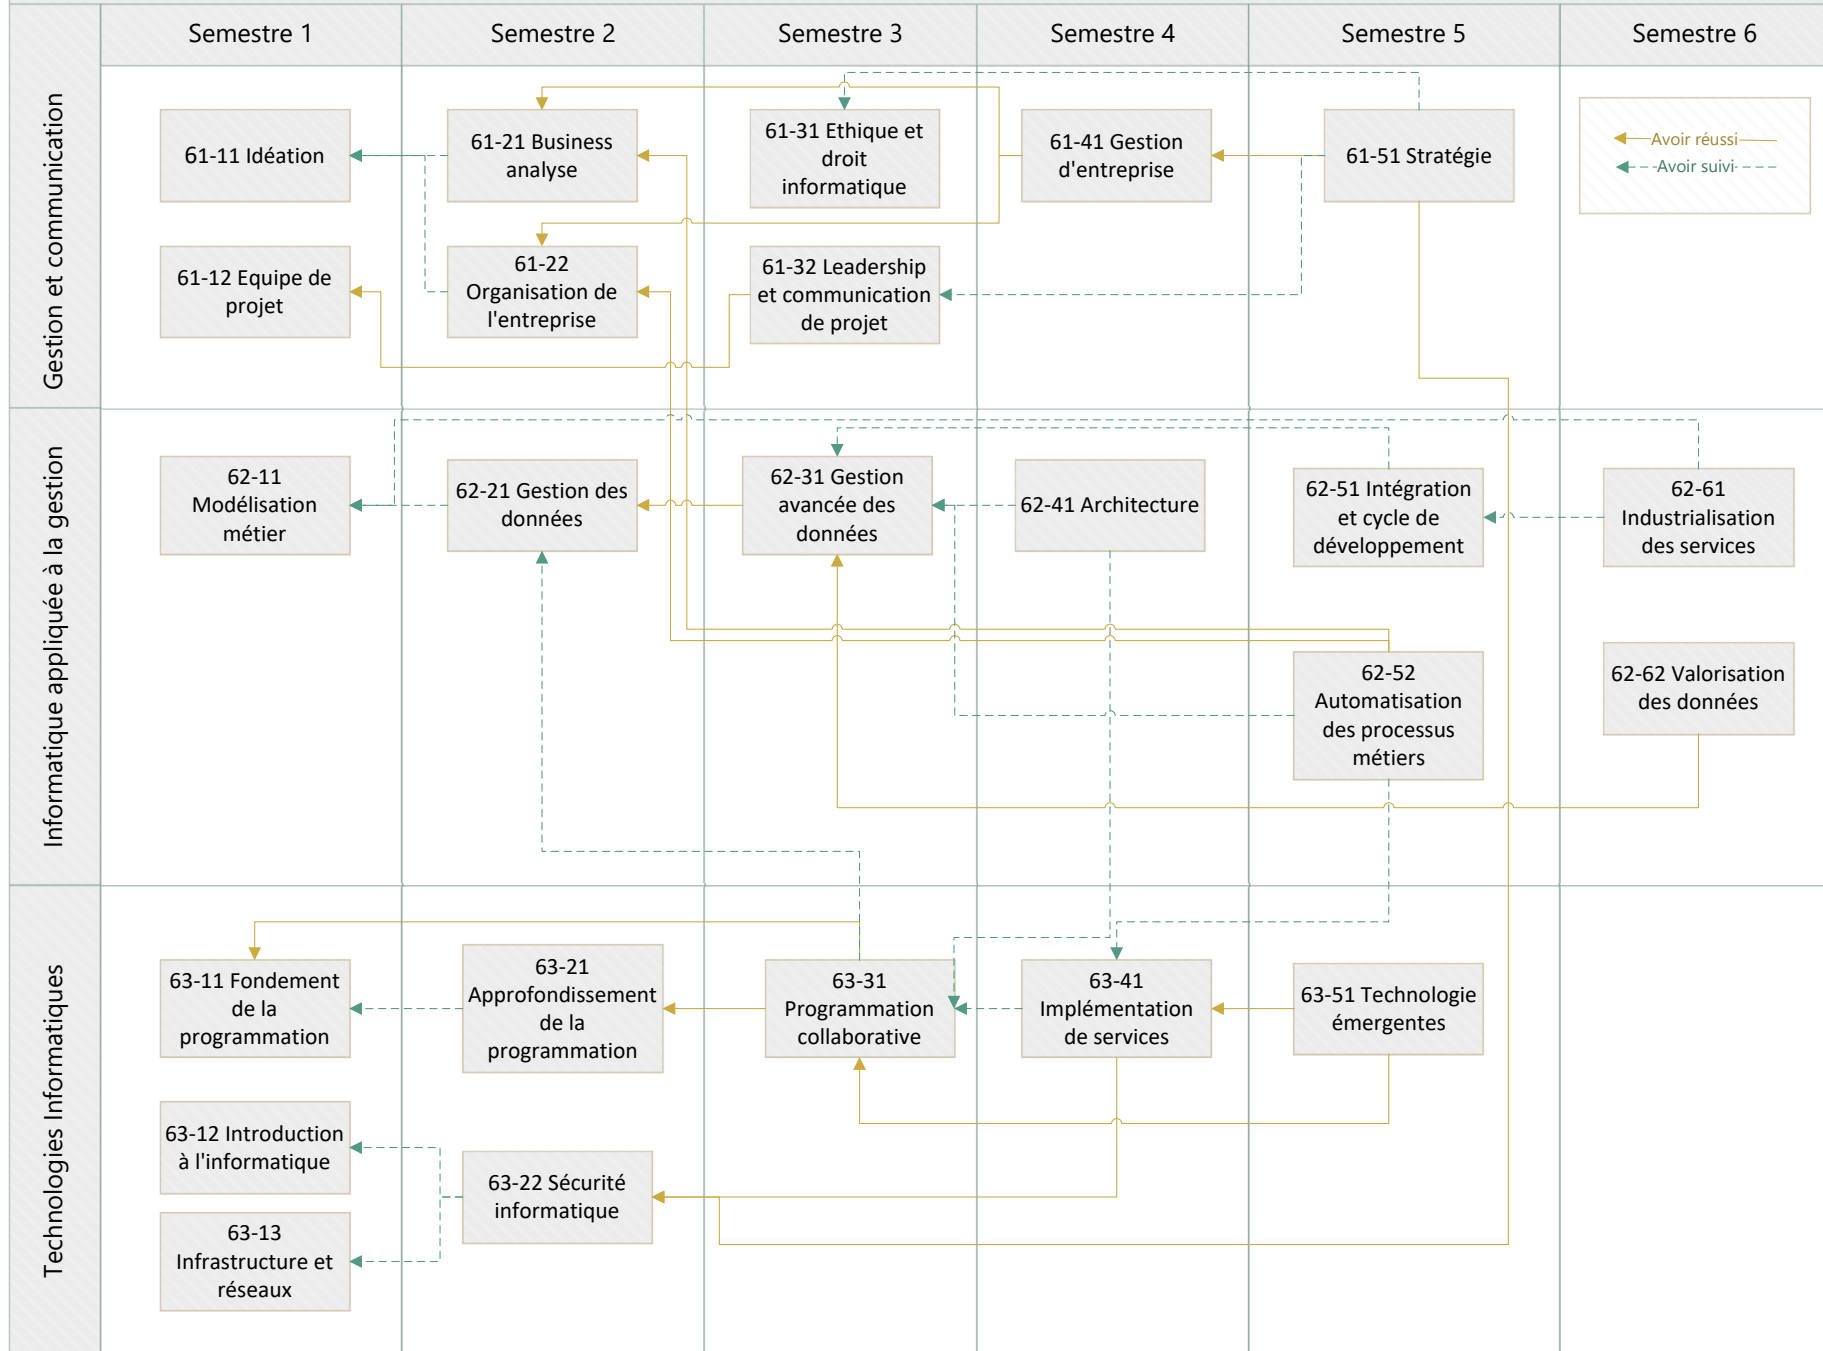 Semestre 1
Semestre 2
Semestre 3
Semestre 4
Semestre 5
Semestre 6
Gestion et communication
61-11 Idéation
61-21 Business
analyse
61-31 Ethique et
droit
informatique
61-41 Gestion
d'entreprise
61-51 Stratégie
Avoir réussi
Avoir suivi
61-12 Equipe de
projet
61-22
Organisation de
l'entreprise
61-32 Leadership
et communication
de projet
Informatique appliquée à la gestion
62-11
Modélisation
métier
62-21 Gestion des
données
62-31 Gestion
avancée des
données
62-41 Architecture
62-51 Intégration
et cycle de
développement
62-61
Industrialisation
des services
62-52
Automatisation
des processus
métiers
62-62 Valorisation
des données
Technologies Informatiques
63-11 Fondement
de la
programmation
63-21
Approfondissement
de la
programmation
63-31
Programmation
collaborative
63-41
Implémentation
de services
63-51 Technologie
émergentes
63-12 Introduction
à l'informatique
63-22 Sécurité
informatique
63-13
Infrastructure et
réseaux